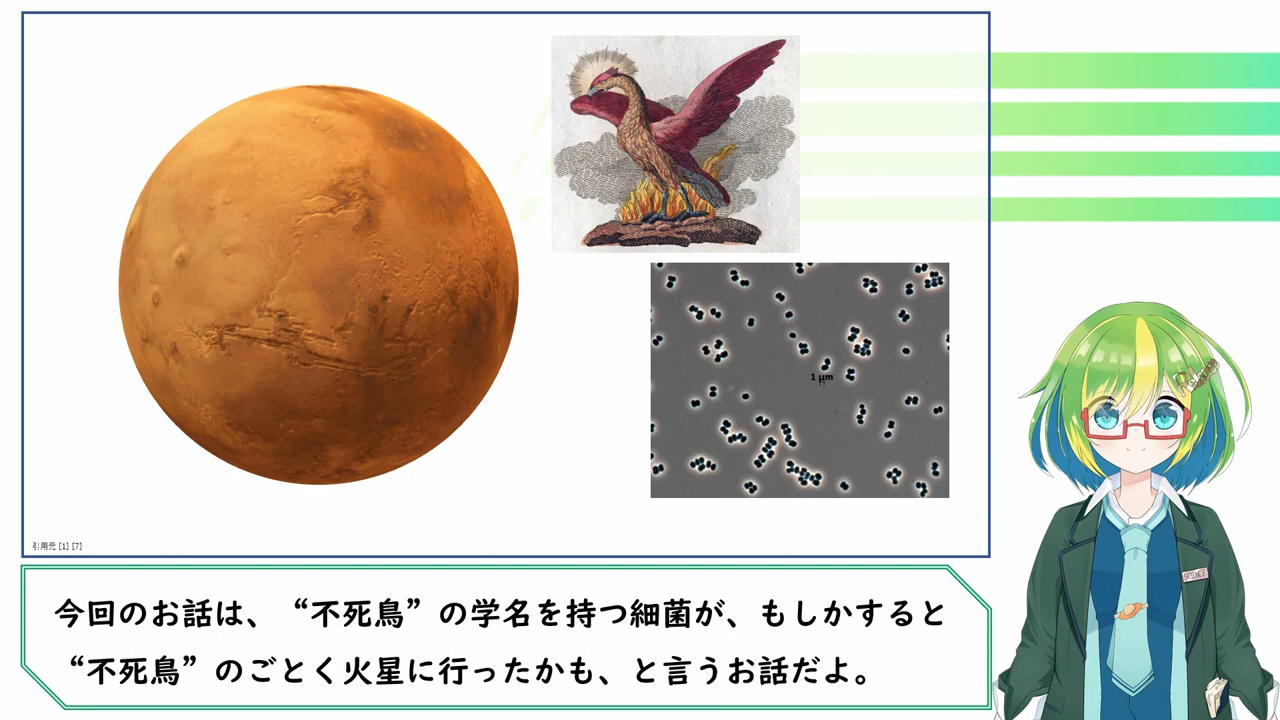 1 μm
引用元 [1] [7]
SCIENCE
今回のお話は、“不死鳥”の学名を持つ細菌が、もしかすると
“不死鳥”のごとく火星に行ったかも、と言うお話だよ。